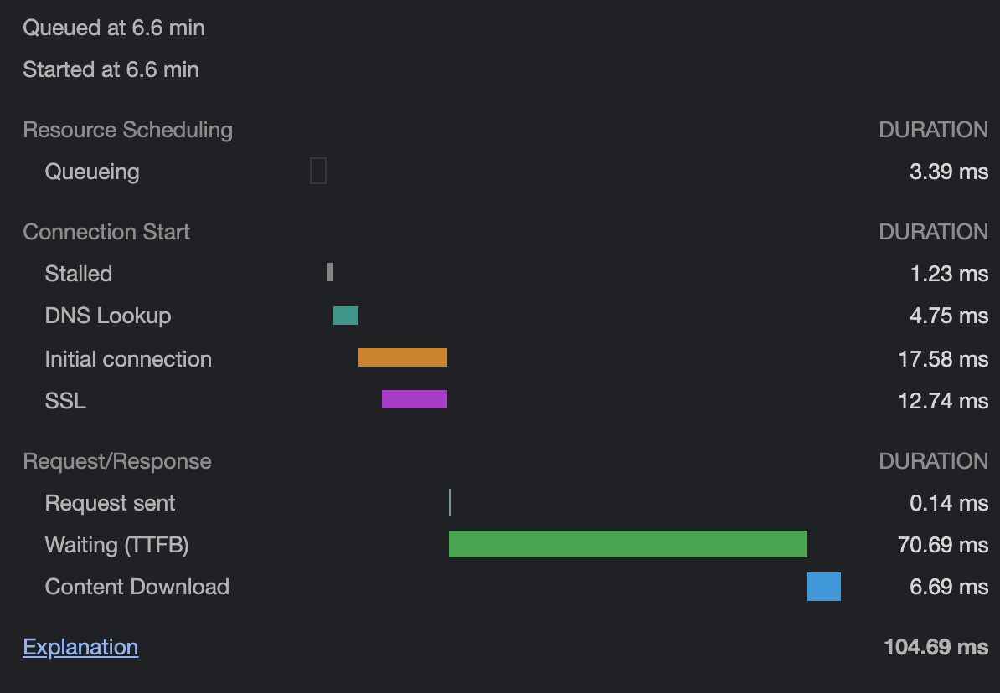 Queued at 6.6 min
Started at 6.6 min
Resource Scheduling DURATION
Queueing 3.39 ms
Connection Start DURATION
Stalled 1.23 ms
DNS Lookup 4.75 ms
Initial connection 17.58 ms
SSL 12.74 ms
Request/Response DURATION
Request sent 0.14 ms
Waiting (TTFB) 70.69 ms
Content Download 6.69 ms
Explanation 104.69 ms